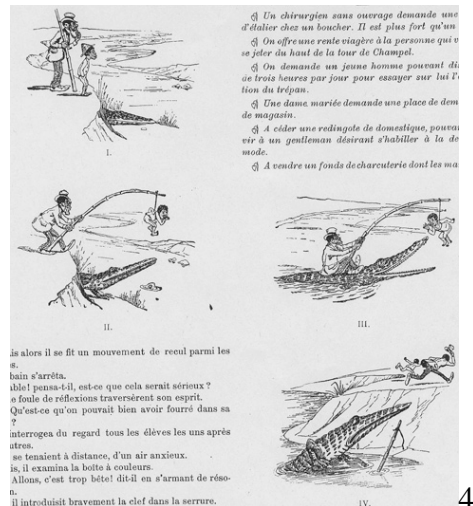 Un chirurgien sans ouvrage demande une
d'étalier chez un boucher. Il est plus fort qu'un
On offre une rente viagère à la personne qui v
se jeter du haut de la tour de Champel.
On demande un jeune homme pouvant di
de trois heures par jour pour essayer sur lui l'
tion du trépan.
Une dame mariée demande une place de dem
de magasin.
A céder une redingote de domestique, pouva
vir à un gentleman désirant s'habiller à la de
mode.
A vendre un fonds de charcuterie dont les ma
I.
II.
III.
is alors il se fit un mouvement de recul parmi les
s.
bain s'arrêta.
able! pensa-t-il, est-ce que cela serait sérieux ?
e foule de réflexions traversèrent son esprit.
Qu'est-ce qu'on pouvait bien avoir fourré dans sa
?
interrogea du regard tous les élèves les uns après
utres.
se tenaient à distance, d'un air anxieux.
is, il examina la boîte à couleurs.
Allons, c'est trop bête! dit-il en s'armant de réso-
n.
il introduisit bravement la clef dans la serrure.
IV.
4